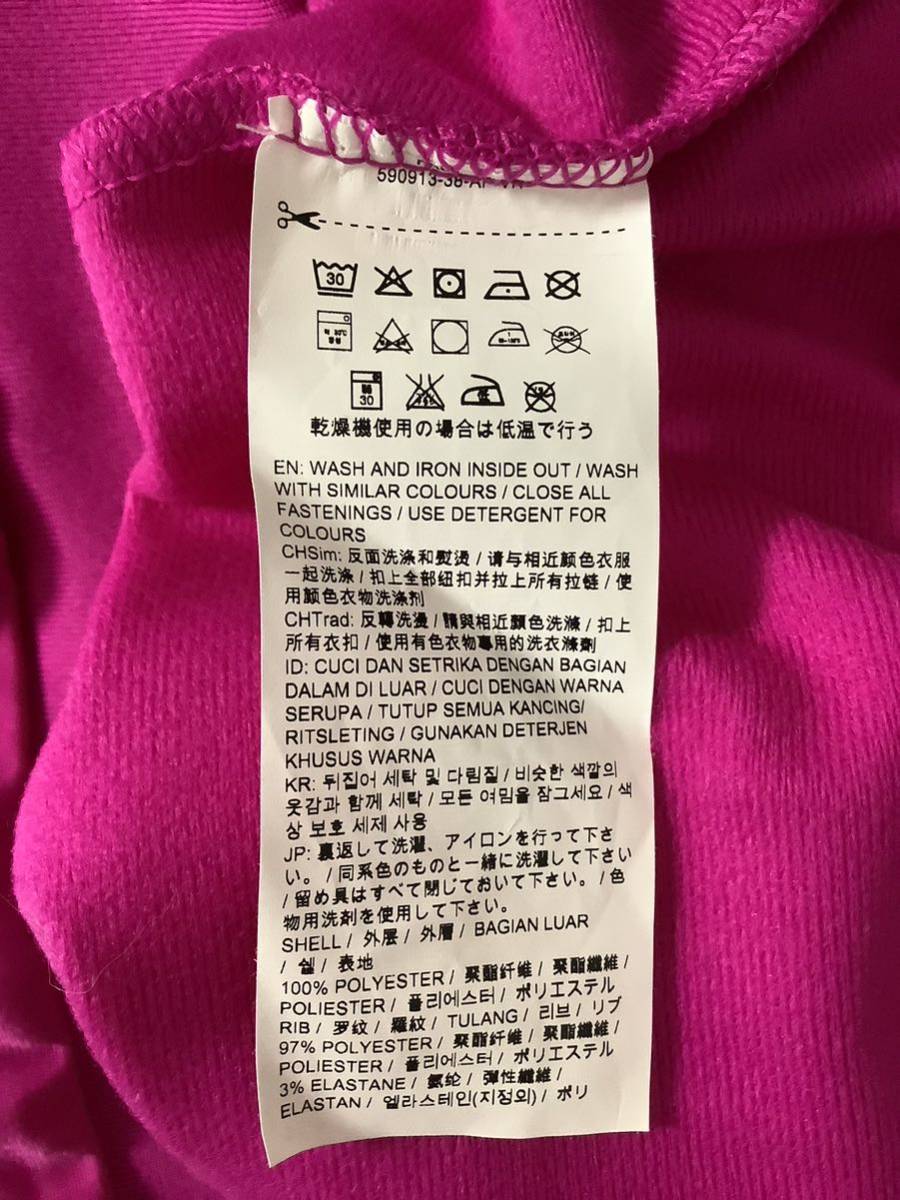 590913-38-AP-VN
30
30
乾燥機使用の場合は低温で行う
EN: WASH AND IRON INSIDE OUT / WASH
WITH SIMILAR COLOURS / CLOSE ALL
FASTENINGS / USE DETERGENT FOR
COLOURS
CHSim: 反面洗涤和熨烫 / 请与相近颜色衣服
一起洗涤 / 扣上全部纽扣并拉上所有拉链 / 使
用颜色衣物洗涤剂
CHTrad: 反轉洗燙 / 請與相近顏色洗滌 / 扣上
所有衣扣 / 使用有色衣物專用的洗衣滌劑
ID: CUCI DAN SETRIKA DENGAN BAGIAN
DALAM DI LUAR / CUCI DENGAN WARNA
SERUPA / TUTUP SEMUA KANCING/
RITSLETING / GUNAKAN DETERJEN
KHUSUS WARNA
KR: 뒤집어 세탁 및 다림질 / 비슷한 색깔의
옷감과 함께 세탁 / 모든 여밈을 잠그세요 / 색
상 보호 세제 사용
JP: 裏返して洗濯、アイロンを行って下さ
い。 / 同系色のものと一緒に洗濯して下さい
/ 留め具はすべて閉じておいて下さい。 / 色
物用洗剤を使用して下さい。
SHELL / 外层 / 外層 / BAGIAN LUAR
/ 쉘 / 表地
100% POLYESTER / 聚酯纤维 / 聚酯纖維 /
POLIESTER / 폴리에스터 / ポリエステル
RIB / 罗纹 / 羅紋 / TULANG / 리브 / リブ
97% POLYESTER / 聚酯纤维 / 聚酯纖維 /
POLIESTER / 폴리에스터 / ポリエステル
3% ELASTANE / 氨纶 / 彈性纖維 /
ELASTAN / 엘라스테인(지정외) / ポリ